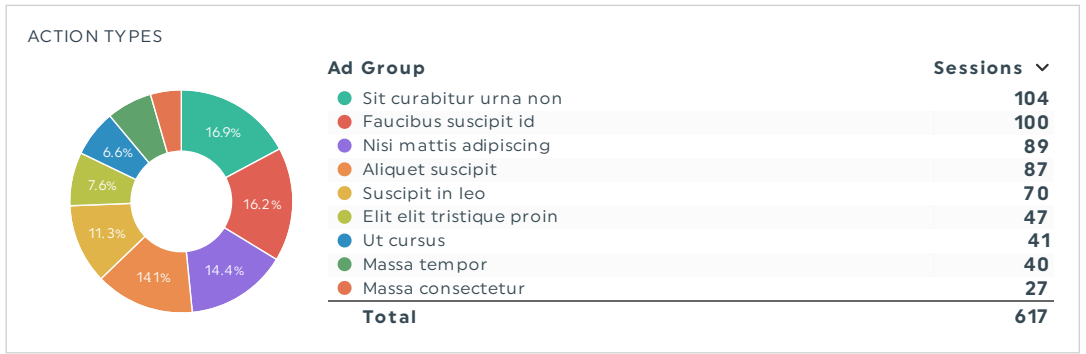 ACTION TYPES
Ad Group Sessions
Sit curabitur urna non 104
Faucibus suscipit id 100
Nisi mattis adipiscing 89
Aliquet suscipit 87
Suscipit in leo 70
Elit elit tristique proin 47
Ut cursus 41
Massa tempor 40
Massa consectetur 27
Total 617
16.9%
16.2%
14.4%
14.1%
11.3%
7.6%
6.6%